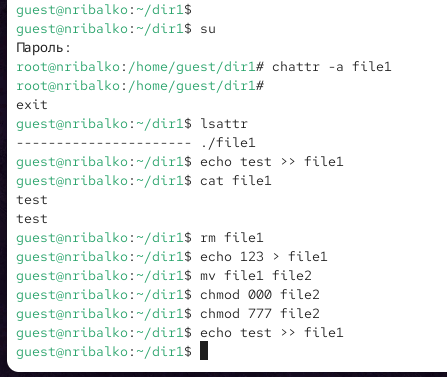 guest@nribalko:~/dir1$
guest@nribalko:~/dir1$ su
Пароль:
root@nribalko:/home/guest/dir1# chattr -a file1
root@nribalko:/home/guest/dir1#
exit
guest@nribalko:~/dir1$ lsattr
---------------------- ./file1
guest@nribalko:~/dir1$ echo test >> file1
guest@nribalko:~/dir1$ cat file1
test
test
guest@nribalko:~/dir1$ rm file1
guest@nribalko:~/dir1$ echo 123 > file1
guest@nribalko:~/dir1$ mv file1 file2
guest@nribalko:~/dir1$ chmod 000 file2
guest@nribalko:~/dir1$ chmod 777 file2
guest@nribalko:~/dir1$ echo test >> file1
guest@nribalko:~/dir1$